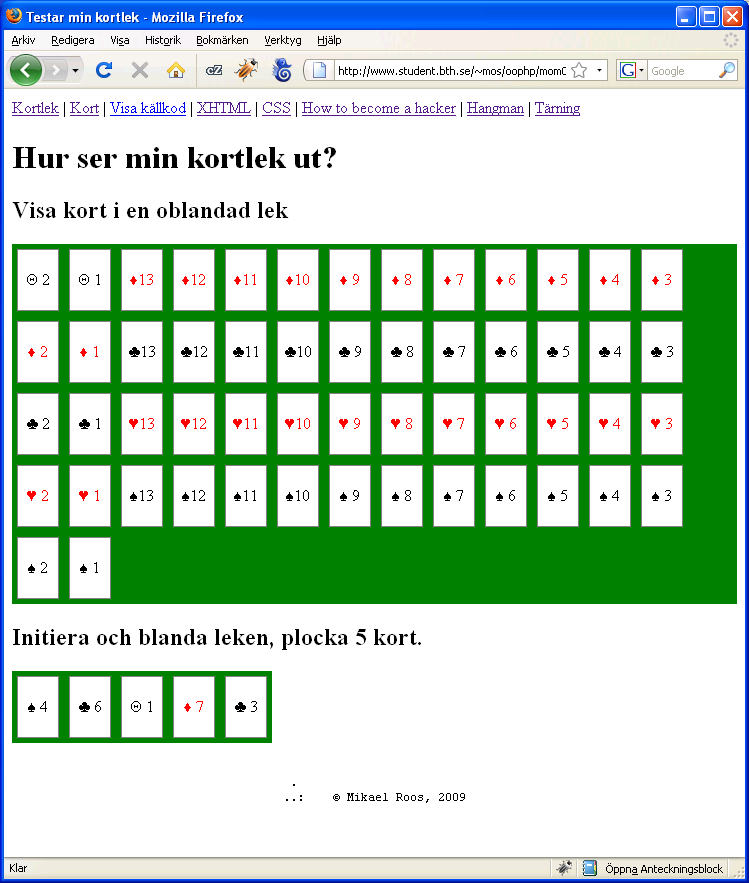 Testar min kortlek - Mozilla Firefox
Arkiv Redigera Visa Historik Bokmärken Verktyg Hjälp
http://www.student.bth.se/~mos/oophp/mom0 Google
Kortlek | Kort | Visa källkod | XHTML | CSS | How to become a hacker | Hangman | Tärning
Hur ser min kortlek ut?
Visa kort i en oblandad lek
☺ 2 ☺ 1 ♦13 ♦12 ♦11 ♦10 ♦ 9 ♦ 8 ♦ 7 ♦ 6 ♦ 5 ♦ 4 ♦ 3
♦ 2 ♦ 1 ♣13 ♣12 ♣11 ♣10 ♣ 9 ♣ 8 ♣ 7 ♣ 6 ♣ 5 ♣ 4 ♣ 3
♣ 2 ♣ 1 ♥13 ♥12 ♥11 ♥10 ♥ 9 ♥ 8 ♥ 7 ♥ 6 ♥ 5 ♥ 4 ♥ 3
♥ 2 ♥ 1 ♠13 ♠12 ♠11 ♠10 ♠ 9 ♠ 8 ♠ 7 ♠ 6 ♠ 5 ♠ 4 ♠ 3
♠ 2 ♠ 1
Initiera och blanda leken, plocka 5 kort.
♠ 4 ♣ 6 ☺ 1 ♦ 7 ♣ 3
.
..: © Mikael Roos, 2009
Klar Öppna Anteckningsblock